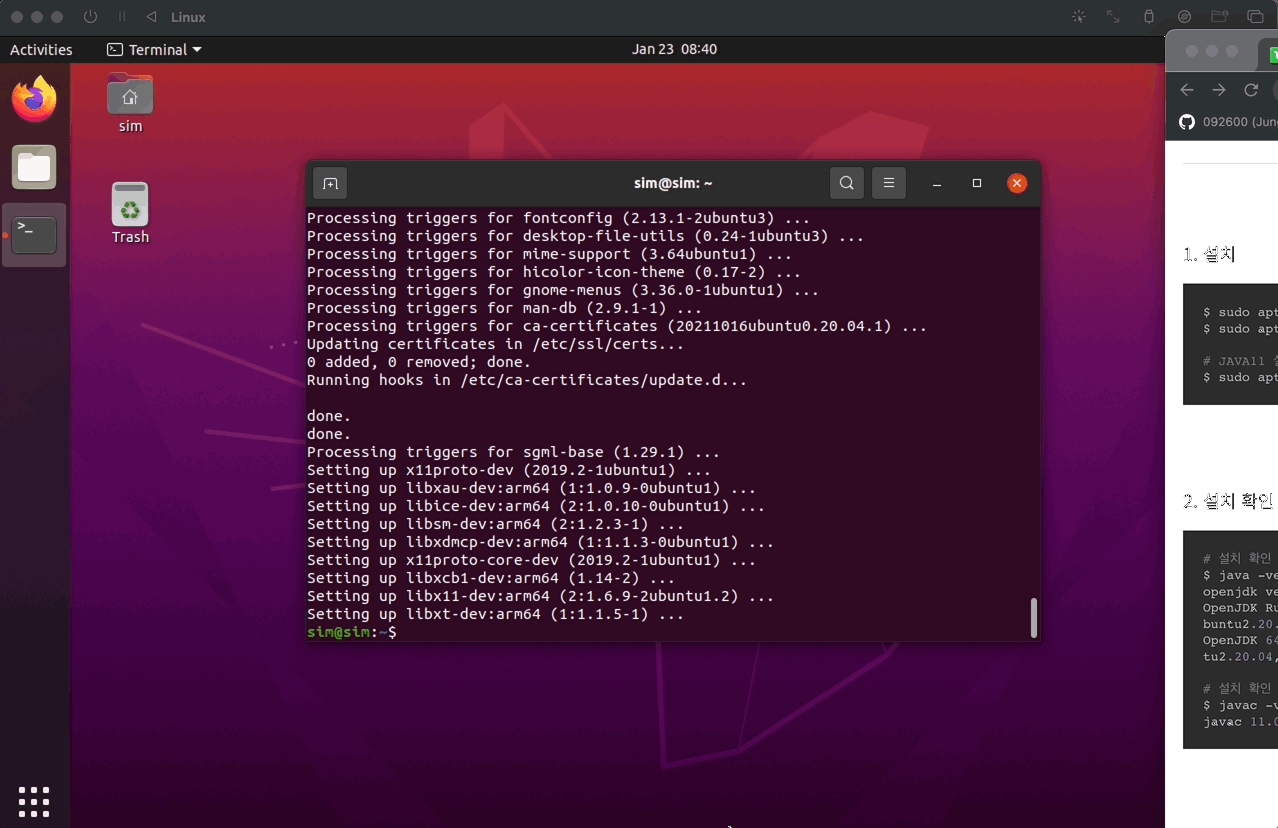 Linux
Activities
Terminal
Jan 23 08:40
sim
Trash
sim@sim: ~
Processing triggers for fontconfig (2.13.1-2ubuntu3) ...
Processing triggers for desktop-file-utils (0.24-1ubuntu3) ...
Processing triggers for mime-support (3.64ubuntu1) ...
Processing triggers for hicolor-icon-theme (0.17-2) ...
Processing triggers for gnome-menus (3.36.0-1ubuntu1) ...
Processing triggers for man-db (2.9.1-1) ...
Processing triggers for ca-certificates (20211016ubuntu0.20.04.1) ...
Updating certificates in /etc/ssl/certs...
0 added, 0 removed; done.
Running hooks in /etc/ca-certificates/update.d...
done.
done.
Processing triggers for sgml-base (1.29.1) ...
Setting up x11proto-dev (2019.2-1ubuntu1) ...
Setting up libxau-dev:arm64 (1:1.0.9-0ubuntu1) ...
Setting up libice-dev:arm64 (2:1.0.10-0ubuntu1) ...
Setting up libsm-dev:arm64 (2:1.2.3-1) ...
Setting up libxdmcp-dev:arm64 (1:1.1.3-0ubuntu1) ...
Setting up x11proto-core-dev (2019.2-1ubuntu1) ...
Setting up libxcb1-dev:arm64 (1.14-2) ...
Setting up libx11-dev:arm64 (2:1.6.9-2ubuntu1.2) ...
Setting up libxt-dev:arm64 (1:1.1.5-1) ...
sim@sim:~$
092600 (Jun
1. 설치
$ sudo apt
$ sudo apt
# JAVA11
$ sudo apt
2. 설치 확인
# 설치 확인
$ java -ve
openjdk ve
OpenJDK Ru
buntu2.20.
OpenJDK 64
tu2.20.04,
# 설치 확인
$ javac -v
javac 11.0